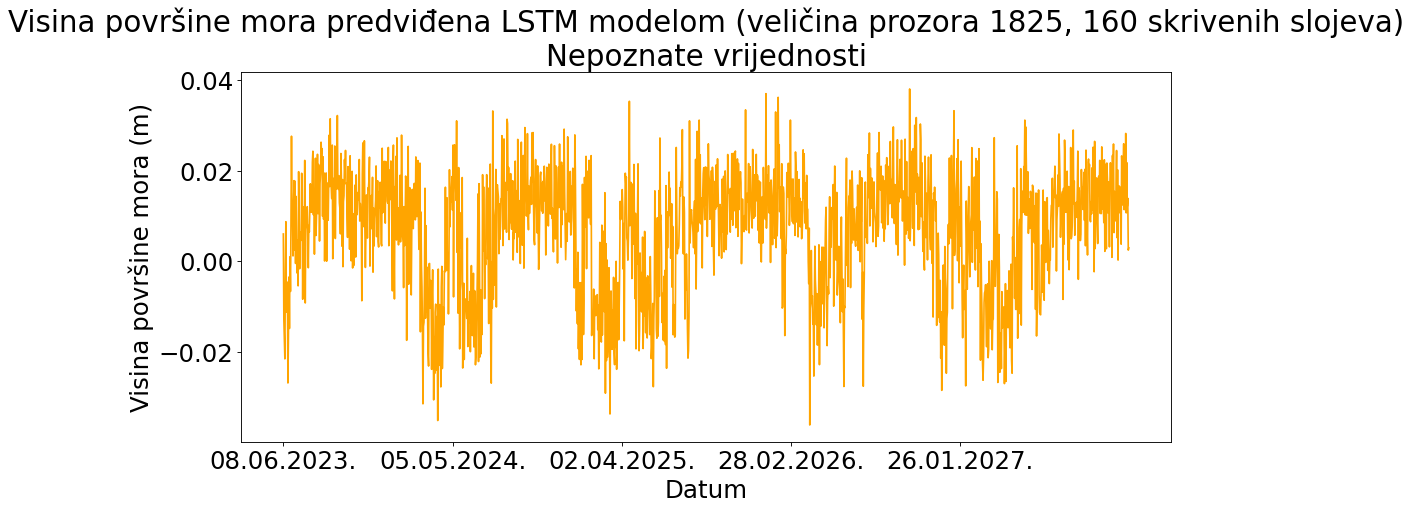 Visina površine mora predviđena LSTM modelom (veličina prozora 1825, 160 skrivenih slojeva)
Nepoznate vrijednosti
Visina površine mora (m)
0.04
0.02
0.00
−0.02
08.06.2023. 05.05.2024. 02.04.2025. 28.02.2026. 26.01.2027.
Datum